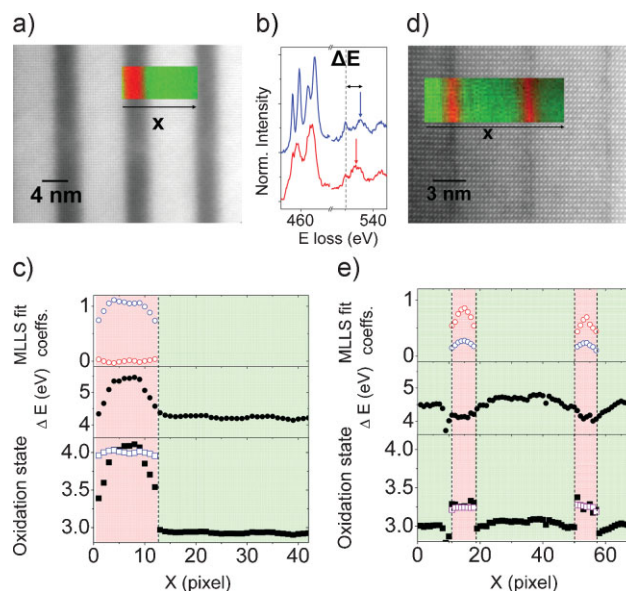 a)
x
4 nm
b)
ΔE
Norm. Intensity
460 540
E loss (eV)
d)
x
3 nm
c)
MLLS fit
coeffs.
1
0
Δ E (eV)
5
4
Oxidation state
4.0
3.5
3.0
0 10 20 30 40
X (pixel)
e)
MLLS fit
coeffs.
1
0
Δ E (eV)
5
4
Oxidation state
4.0
3.5
3.0
0 20 40 60
X (pixel)